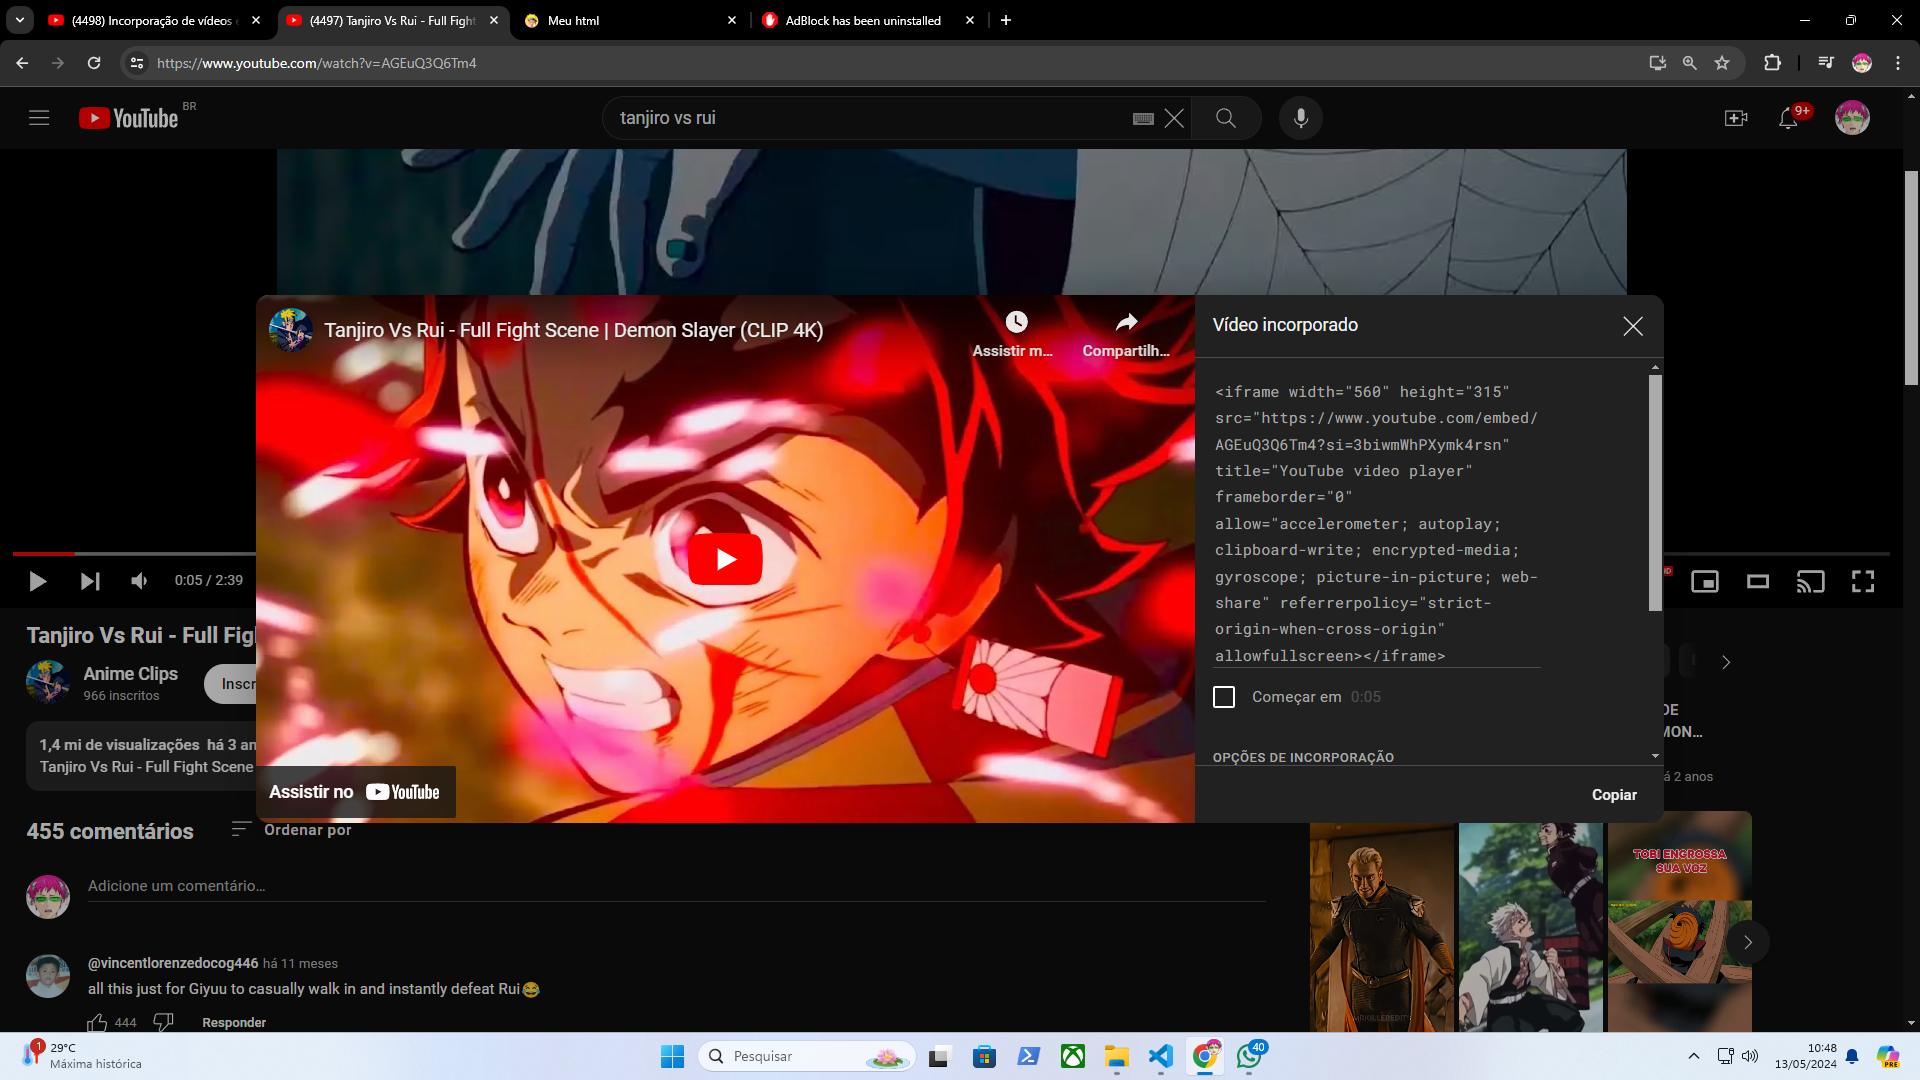 (4498) Incorporação de vídeos
(4497) Tanjiro Vs Rui - Full Fight
Meu html
AdBlock has been uninstalled
https://www.youtube.com/watch?v=AGEuQ3Q6Tm4
YouTube BR
tanjiro vs rui
9+
Tanjiro Vs Rui - Full Fight Scene | Demon Slayer (CLIP 4K)
Assistir m...
Compartilh...
Assistir no YouTube
Vídeo incorporado
<iframe width="560" height="315"
src="https://www.youtube.com/embed/
AGEuQ3Q6Tm4?si=3biwmWhPXymk4rsn"
title="YouTube video player"
frameborder="0"
allow="accelerometer; autoplay;
clipboard-write; encrypted-media;
gyroscope; picture-in-picture; web-
share" referrerpolicy="strict-
origin-when-cross-origin"
allowfullscreen></iframe>
Começar em 0:05
OPÇÕES DE INCORPORAÇÃO
Copiar
0:05 / 2:39
Tanjiro Vs Rui - Full Fig
Anime Clips
966 inscritos
Inscr
1,4 mi de visualizações há 3 an
Tanjiro Vs Rui - Full Fight Scene
DE
MON...
á 2 anos
455 comentários
Ordenar por
Adicione um comentário...
@vincentlorenzedocog446 há 11 meses
all this just for Giyuu to casually walk in and instantly defeat Rui😂
444
Responder
TOBI ENGROSSA
SUA VOZ
1
29°C
Máxima histórica
Pesquisar
40
10:48
13/05/2024
PRE